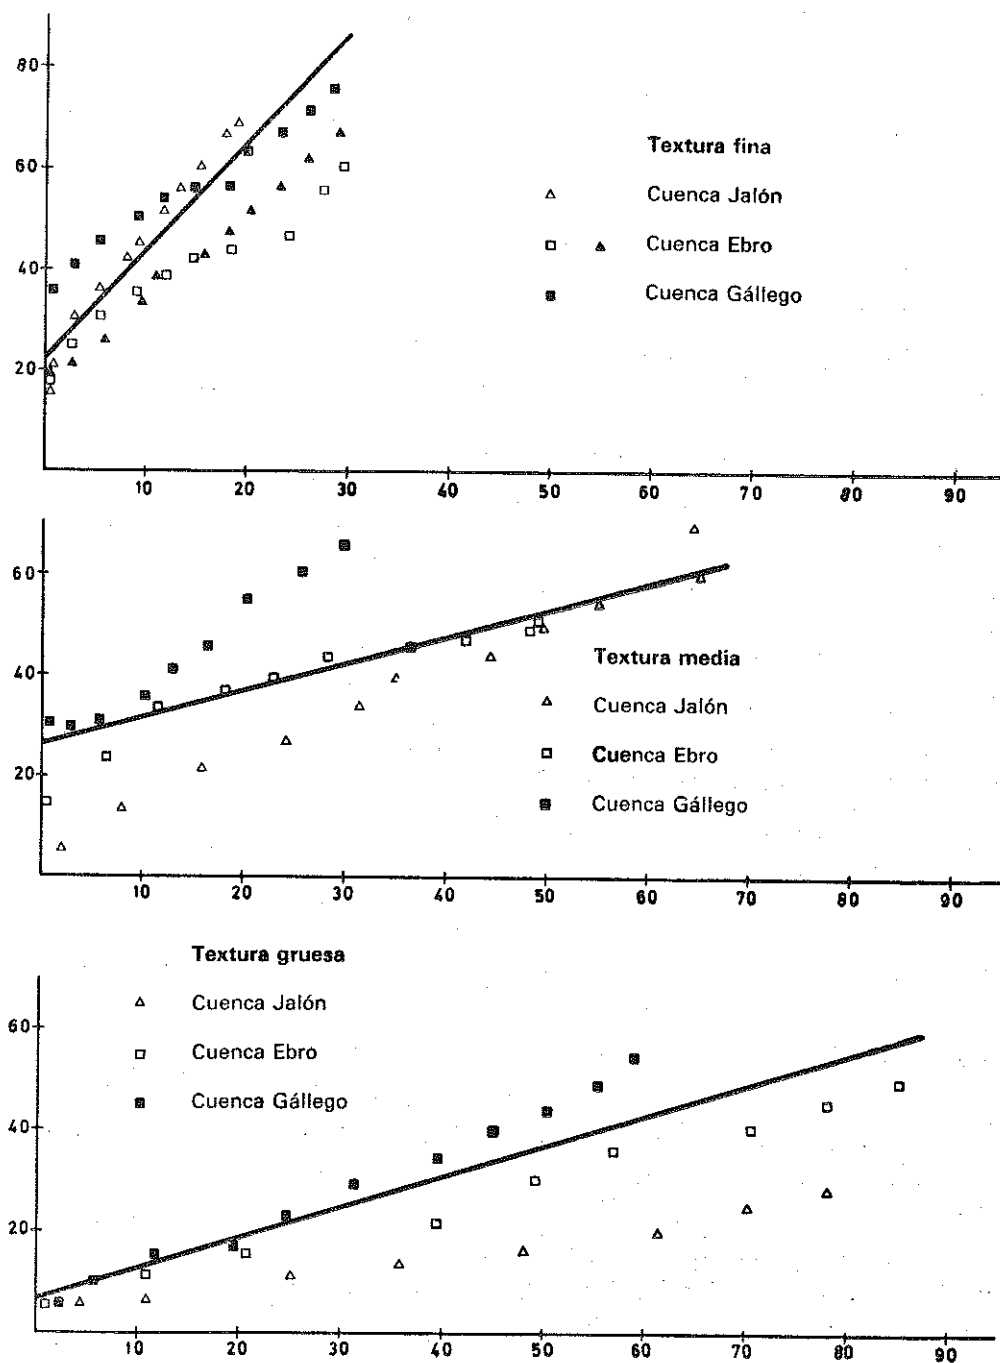 80
60
40
20
10 20 30 40 50 60 70 80 90
Textura fina
Cuenca Jalón
Cuenca Ebro
Cuenca Gállego
60
40
20
10 20 30 40 50 60 70 80 90
Textura media
Cuenca Jalón
Cuenca Ebro
Cuenca Gállego
Textura gruesa
Cuenca Jalón
Cuenca Ebro
Cuenca Gállego
60
40
20
10 20 30 40 50 60 70 80 90